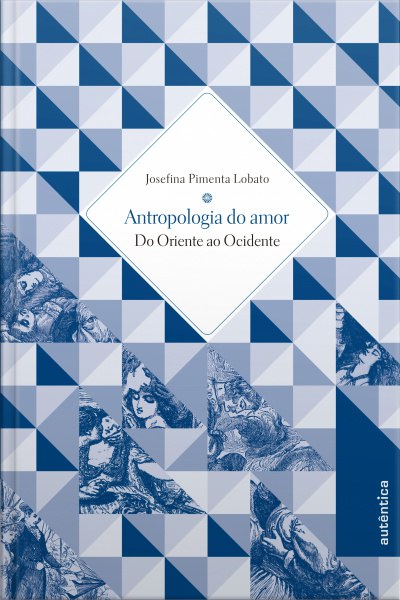 Josefina Pimenta Lobato
Antropologia do amor
Do Oriente ao Ocidente
autêntica